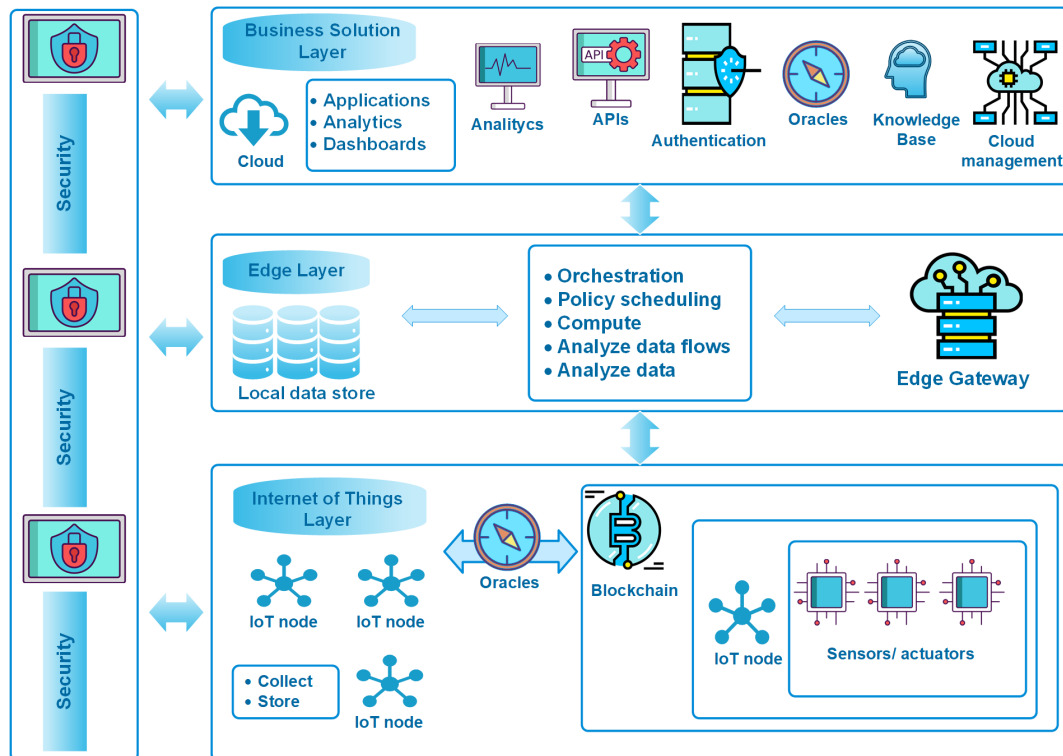 Security
Security
Security
Business Solution
Layer
Cloud
• Applications
• Analytics
• Dashboards
Analitycs
API
APIs
Authentication
Oracles
Knowledge
Base
Cloud
management
Edge Layer
Local data store
• Orchestration
• Policy scheduling
• Compute
• Analyze data flows
• Analyze data
Edge Gateway
Internet of Things
Layer
IoT node
IoT node
• Collect
• Store
IoT node
Oracles
Blockchain
IoT node
Sensors/ actuators